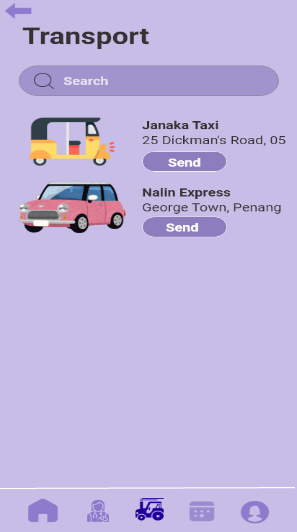 Transport
Search
Janaka Taxi
25 Dickman's Road, 05
Send
Nalin Express
George Town, Penang
Send